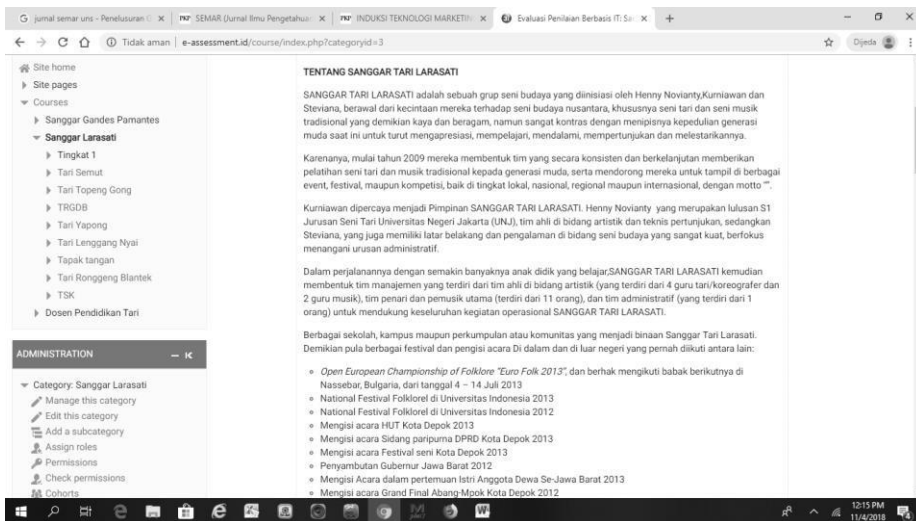 jurnal semar uns - Penelusuran G
SEMAR (Jurnal Ilmu Pengetahuan
INDUKSI TEKNOLOGI MARKETIN
Evaluasi Penilaian Berbasis IT: Sa
Tidak aman | e-assessment.id/course/index.php?categoryid=3
Dijeda
Site home
Site pages
Courses
Sanggar Gandes Pamantes
Sanggar Larasati
Tingkat 1
Tari Semut
Tari Topeng Gong
TRGDB
Tari Yapong
Tari Lenggang Nyai
Tapak tangan
Tari Ronggeng Blantek
TSK
Dosen Pendidikan Tari
ADMINISTRATION
Category: Sanggar Larasati
Manage this category
Edit this category
Add a subcategory
Assign roles
Permissions
Check permissions
Cohorts
TENTANG SANGGAR TARI LARASATI
SANGGAR TARI LARASATI adalah sebuah grup seni budaya yang diinisiasi oleh Henny Novianty,Kurniawan dan
Steviana, berawal dari kecintaan mereka terhadap seni budaya nusantara, khususnya seni tari dan seni musik
tradisional yang demikian kaya dan beragam, namun sangat kontras dengan menipisnya kepedulian generasi
muda saat ini untuk turut mengapresiasi, mempelajari, mendalami, mempertunjukan dan melestarikannya.
Karenanya, mulai tahun 2009 mereka membentuk tim yang secara konsisten dan berkelanjutan memberikan
pelatihan seni tari dan musik tradisional kepada generasi muda, serta mendorong mereka untuk tampil di berbagai
event, festival, maupun kompetisi, baik di tingkat lokal, nasional, regional maupun internasional, dengan motto "".
Kurniawan dipercaya menjadi Pimpinan SANGGAR TARI LARASATI. Henny Novianty yang merupakan lulusan S1
Jurusan Seni Tari Universitas Negeri Jakarta (UNJ), tim ahli di bidang artistik dan teknis pertunjukan, sedangkan
Steviana, yang juga memiliki latar belakang dan pengalaman di bidang seni budaya yang sangat kuat, berfokus
menangani urusan administratif.
Dalam perjalanannya dengan semakin banyaknya anak didik yang belajar,SANGGAR TARI LARASATI kemudian
membentuk tim manajemen yang terdiri dari tim ahli di bidang artistik (yang terdiri dari 4 guru tari/koreografer dan
2 guru musik), tim penari dan pemusik utama (terdiri dari 11 orang), dan tim administratif (yang terdiri dari 1
orang) untuk mendukung keseluruhan kegiatan operasional SANGGAR TARI LARASATI.
Berbagai sekolah, kampus maupun perkumpulan atau komunitas yang menjadi binaan Sanggar Tari Larasati.
Demikian pula berbagai festival dan pengisi acara Di dalam dan di luar negeri yang pernah diikuti antara lain:
Open European Championship of Folklore "Euro Folk 2013", dan berhak mengikuti babak berikutnya di
Nassebar, Bulgaria, dari tanggal 4 – 14 Juli 2013
National Festival Folklorel di Universitas Indonesia 2013
National Festival Folklorel di Universitas Indonesia 2012
Mengisi acara HUT Kota Depok 2013
Mengisi acara Sidang paripurna DPRD Kota Depok 2013
Mengisi acara Festival seni Kota Depok 2013
Penyambutan Gubernur Jawa Barat 2012
Mengisi Acara dalam pertemuan Istri Anggota Dewa Se-Jawa Barat 2013
Mengisi acara Grand Final Abang-Mpok Kota Depok 2012
12:15 PM
11/4/2018